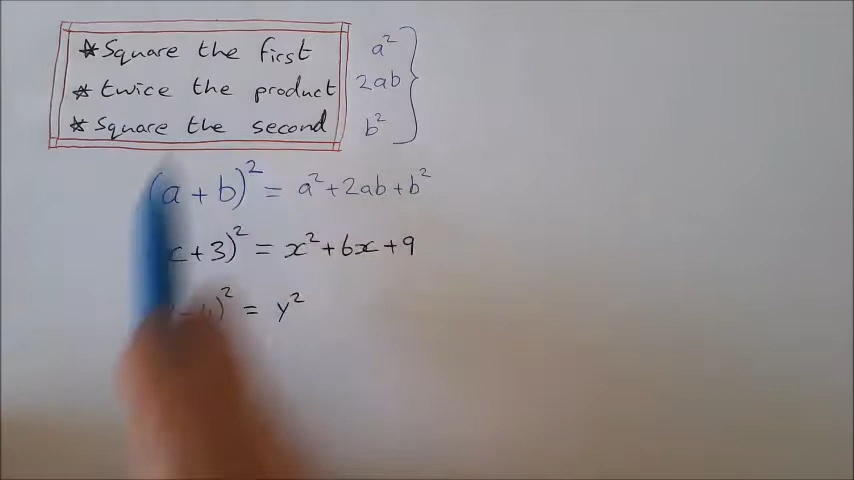 *Square the first a²
*twice the product 2ab
*Square the second b²
(a + b)² = a² + 2ab + b²
+ 3)² = x² + 6x + 9
)² = y²